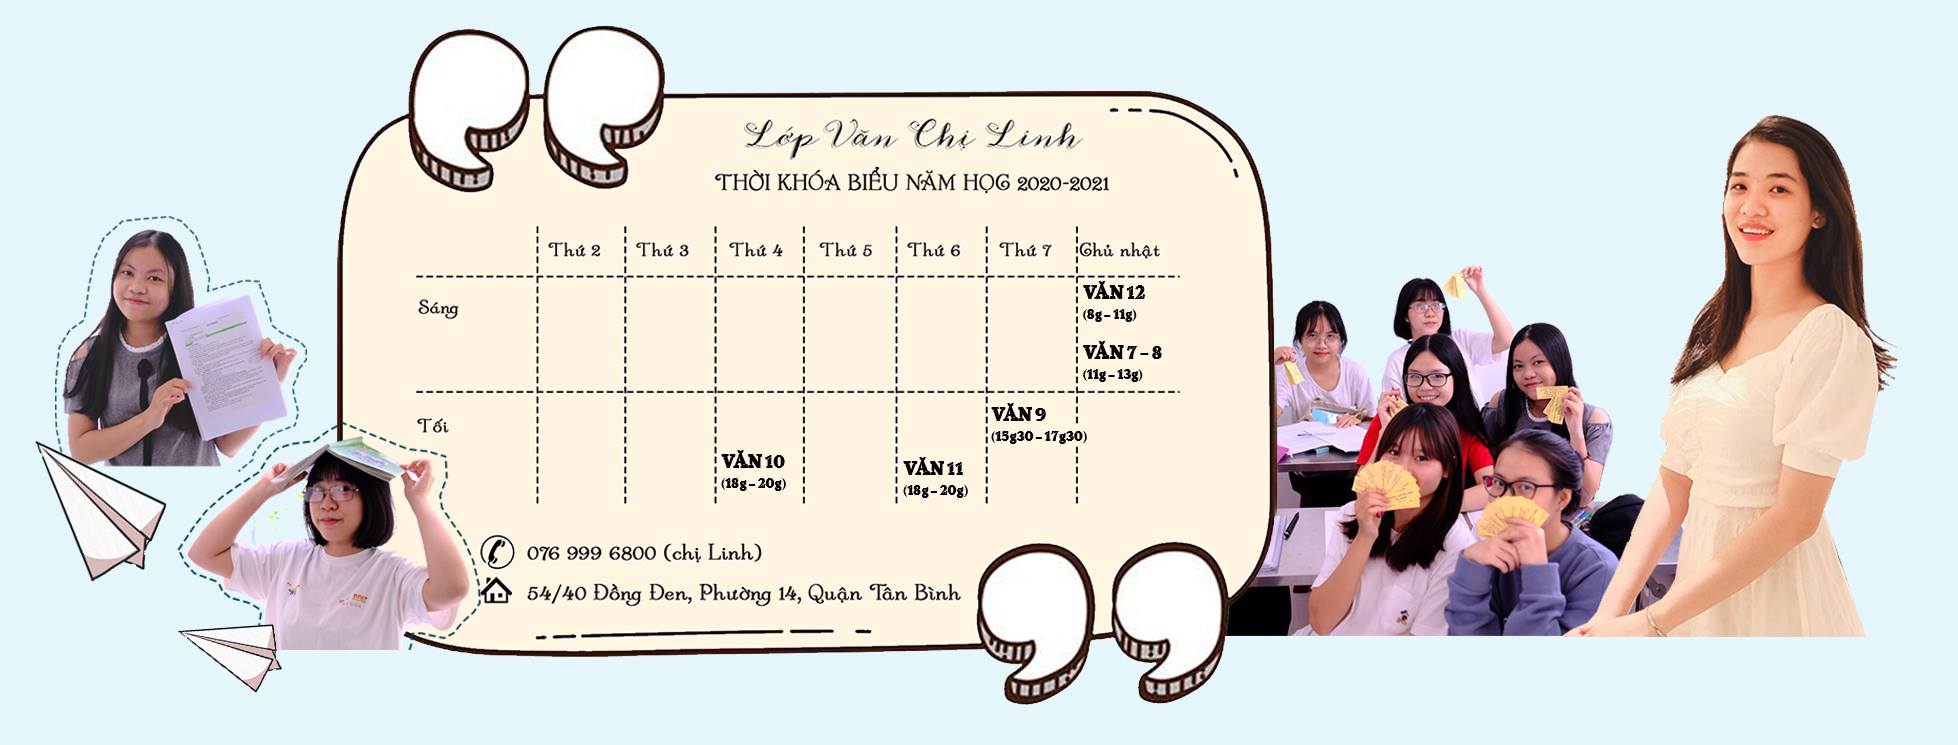 Lớp Văn Chị Linh
THỜI KHÓA BIỂU NĂM HỌC 2020-2021
Thứ 2 Thứ 3 Thứ 4 Thứ 5 Thứ 6 Thứ 7 Chủ nhật
Sáng
VĂN 12
(8g – 11g)
VĂN 7 – 8
(11g – 13g)
Tối
VĂN 9
(15g30 – 17g30)
VĂN 10
(18g – 20g)
VĂN 11
(18g – 20g)
076 999 6800 (chị Linh)
54/40 Đồng Đen, Phường 14, Quận Tân Bình